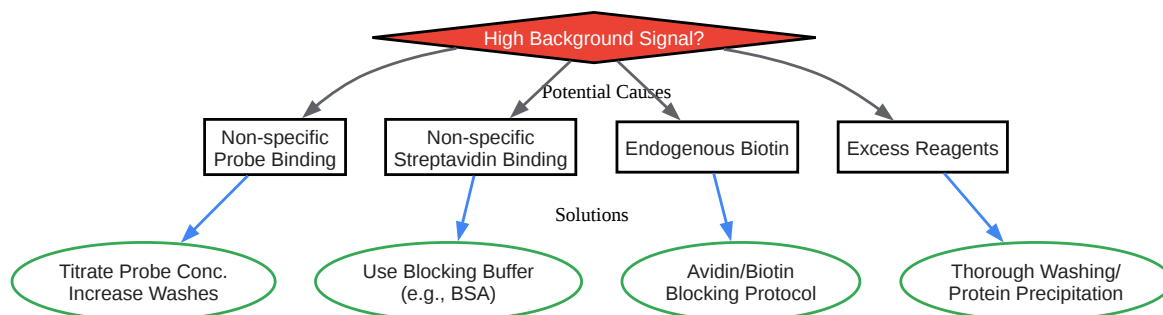 High Background Signal?
Potential Causes
Non-specific
Probe Binding
Non-specific
Streptavidin Binding
Endogenous Biotin
Excess Reagents
Solutions
Titrate Probe Conc.
Increase Washes
Use Blocking Buffer
(e.g., BSA)
Avidin/Biotin
Blocking Protocol
Thorough Washing/
Protein Precipitation